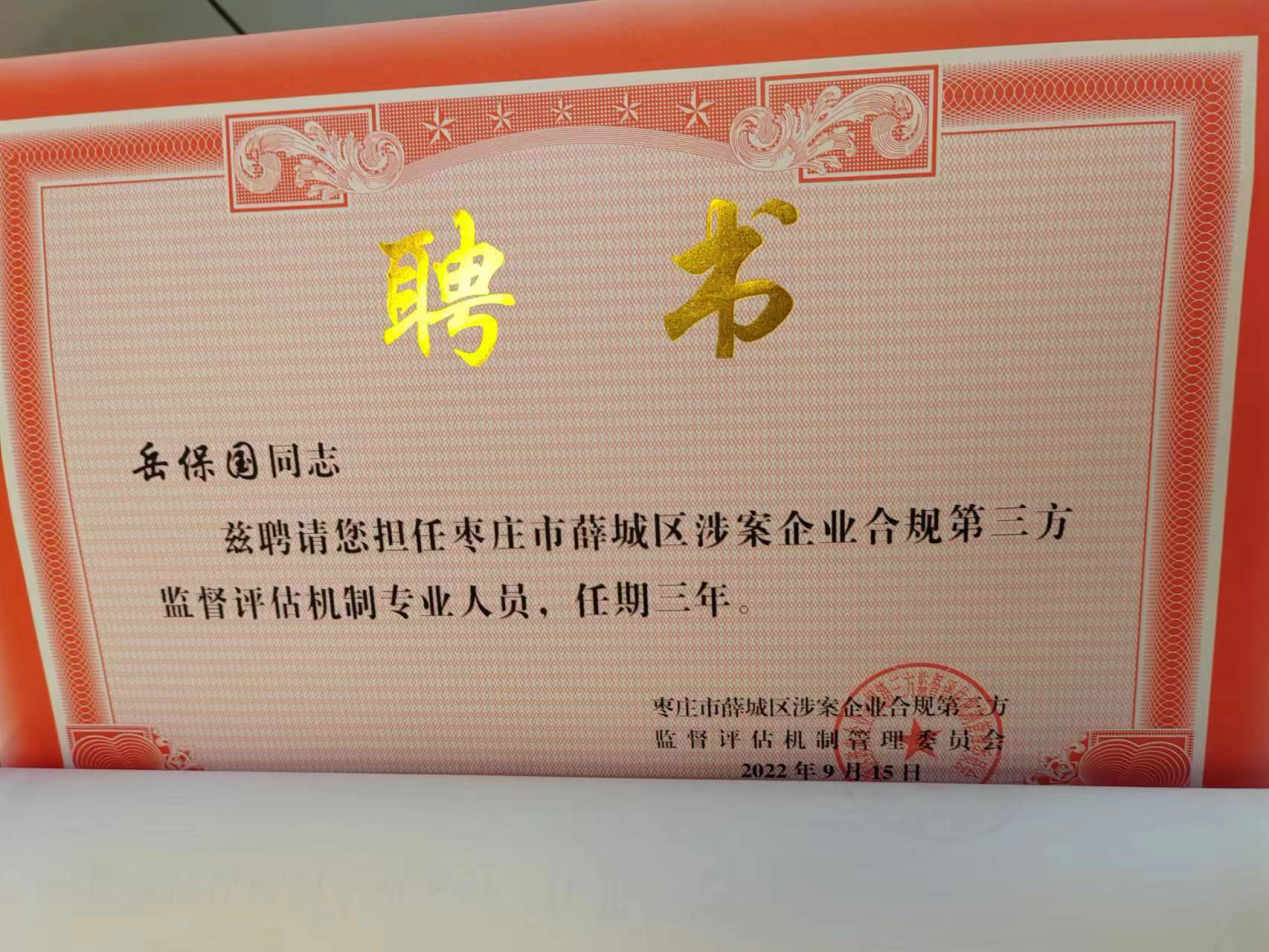 聘书
岳保国同志
兹聘请您担任枣庄市薛城区涉案企业合规第三方
监督评估机制专业人员，任期三年。
枣庄市薛城区涉案企业合规第三方
监督评估机制管理委员会
2022年9月15日